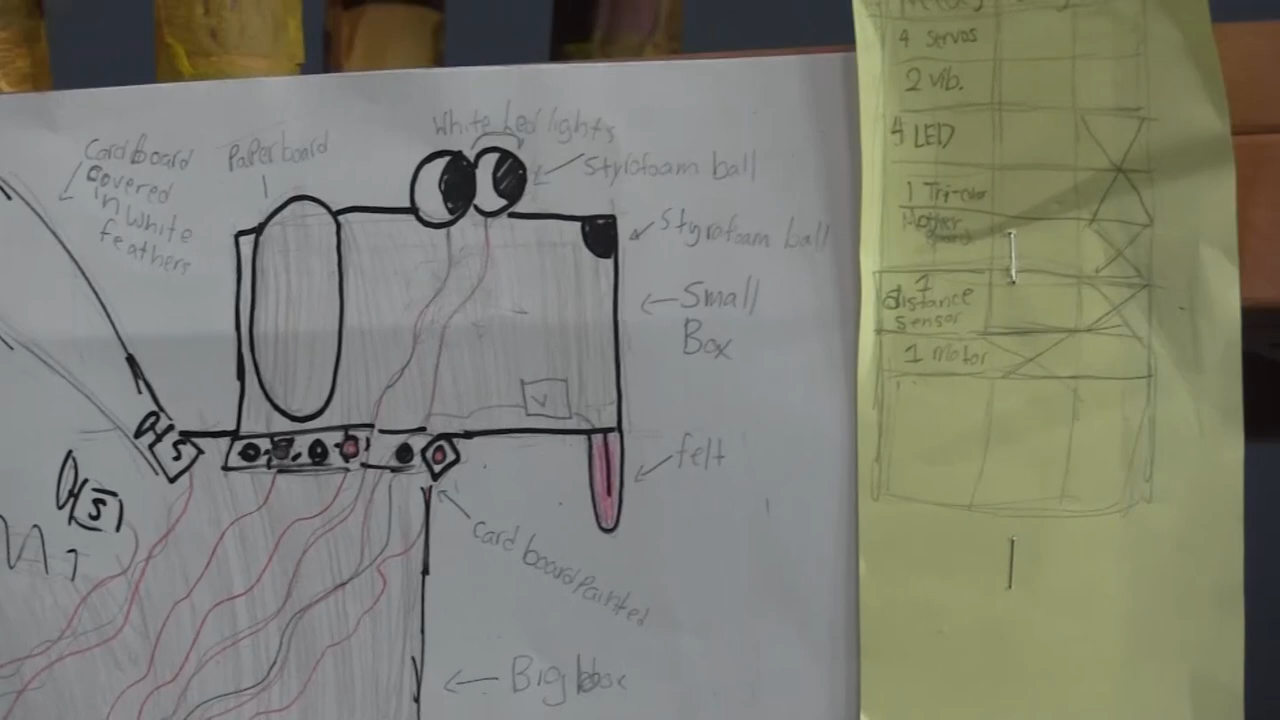 White Led lights
Card board
covered
in white
feathers
Paper board
Styrofoam ball
Styrofoam ball
Small
Box
V
S
S
felt
card board Painted
Big box
4 Servos
2 Vib.
4 LED
1 Tri-color
1
distance
Sensor
1 Motor